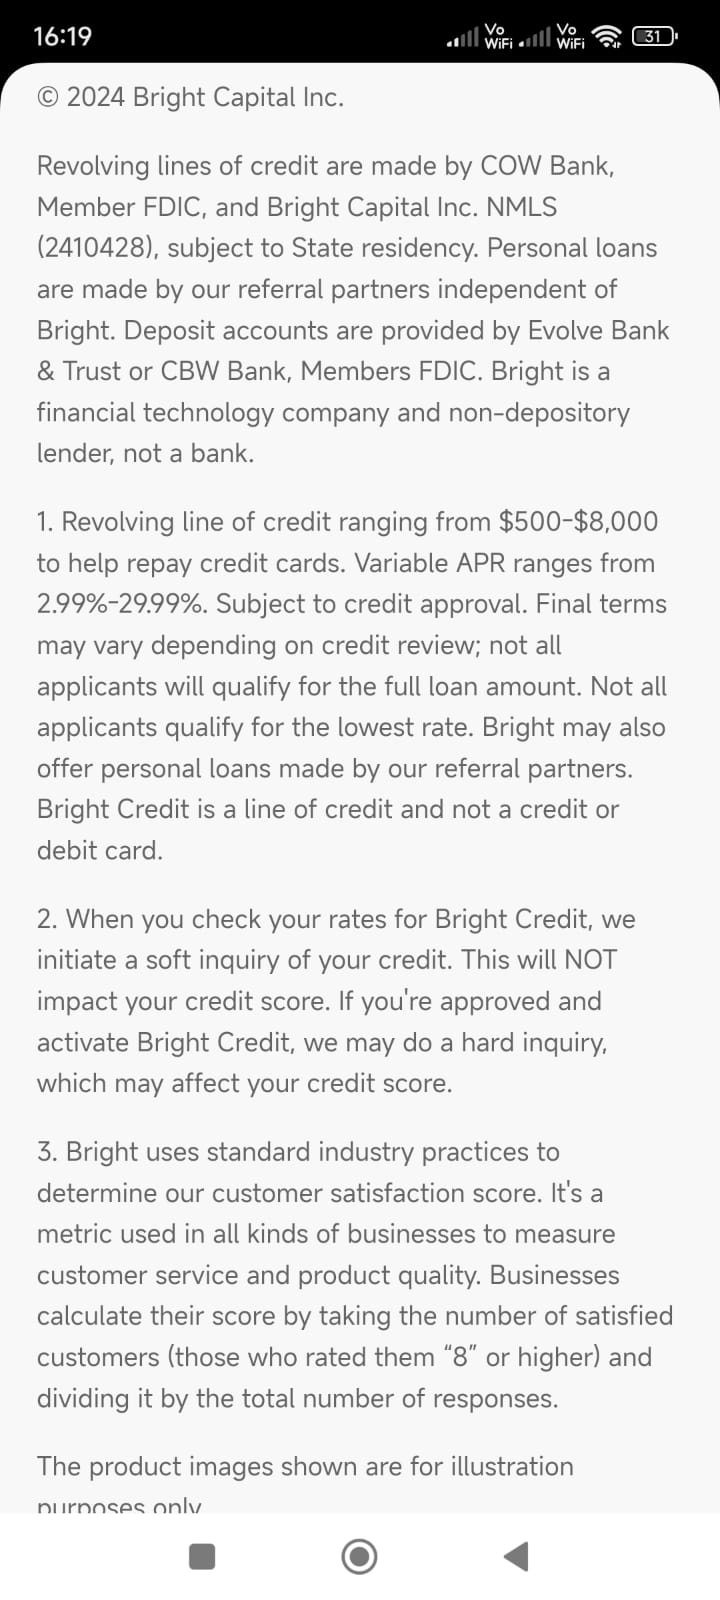 16:19
Vo WiFi Vo WiFi 31
© 2024 Bright Capital Inc.
Revolving lines of credit are made by COW Bank,
Member FDIC, and Bright Capital Inc. NMLS
(2410428), subject to State residency. Personal loans
are made by our referral partners independent of
Bright. Deposit accounts are provided by Evolve Bank
& Trust or CBW Bank, Members FDIC. Bright is a
financial technology company and non-depository
lender, not a bank.
1. Revolving line of credit ranging from $500-$8,000
to help repay credit cards. Variable APR ranges from
2.99%-29.99%. Subject to credit approval. Final terms
may vary depending on credit review; not all
applicants will qualify for the full loan amount. Not all
applicants qualify for the lowest rate. Bright may also
offer personal loans made by our referral partners.
Bright Credit is a line of credit and not a credit or
debit card.
2. When you check your rates for Bright Credit, we
initiate a soft inquiry of your credit. This will NOT
impact your credit score. If you're approved and
activate Bright Credit, we may do a hard inquiry,
which may affect your credit score.
3. Bright uses standard industry practices to
determine our customer satisfaction score. It's a
metric used in all kinds of businesses to measure
customer service and product quality. Businesses
calculate their score by taking the number of satisfied
customers (those who rated them “8” or higher) and
dividing it by the total number of responses.
The product images shown are for illustration
purposes only